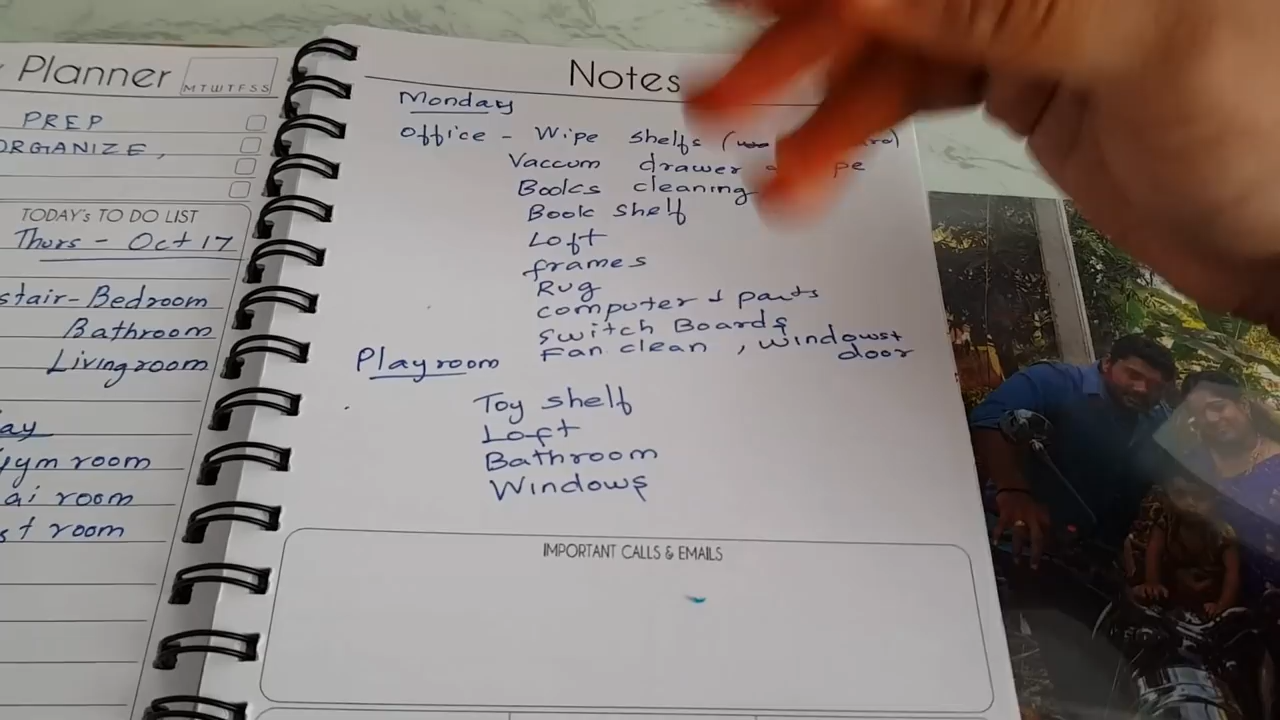 Planner
M T W T F S S
PREP
ORGANIZE,
TODAY's TO DO LIST
Thurs - Oct 17
stair-Bedroom
Bathroom
Livingroom
ay
Gym room
ai room
st room
Notes
Monday
Office - Wipe shelfs (
Vaccum drawer
Books cleaning
Book shelf
Loft
frames
Rug
computer & parts
Switch Boards
Fan clean, windows+
door
Playroom
Toy shelf
Loft
Bathroom
Windows
IMPORTANT CALLS & EMAILS